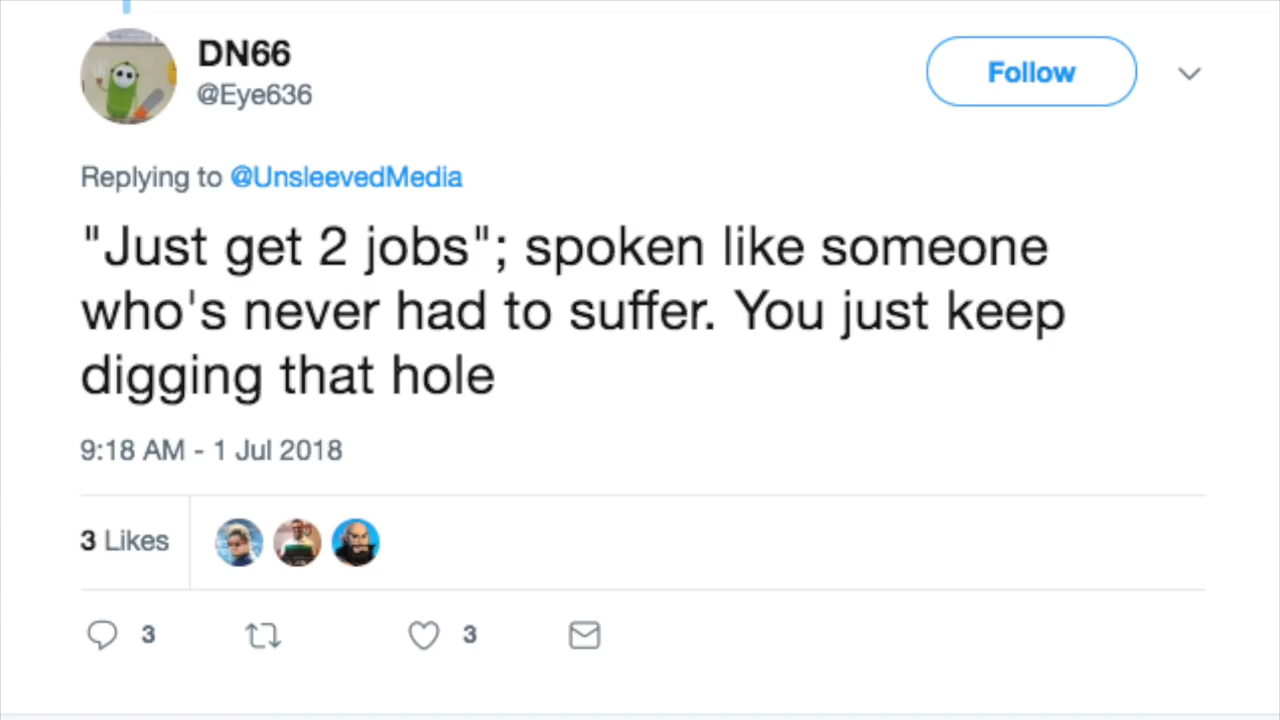 DN66
@Eye636
Follow
Replying to @UnsleevedMedia
"Just get 2 jobs"; spoken like someone
who's never had to suffer. You just keep
digging that hole
9:18 AM - 1 Jul 2018
3 Likes
3
3